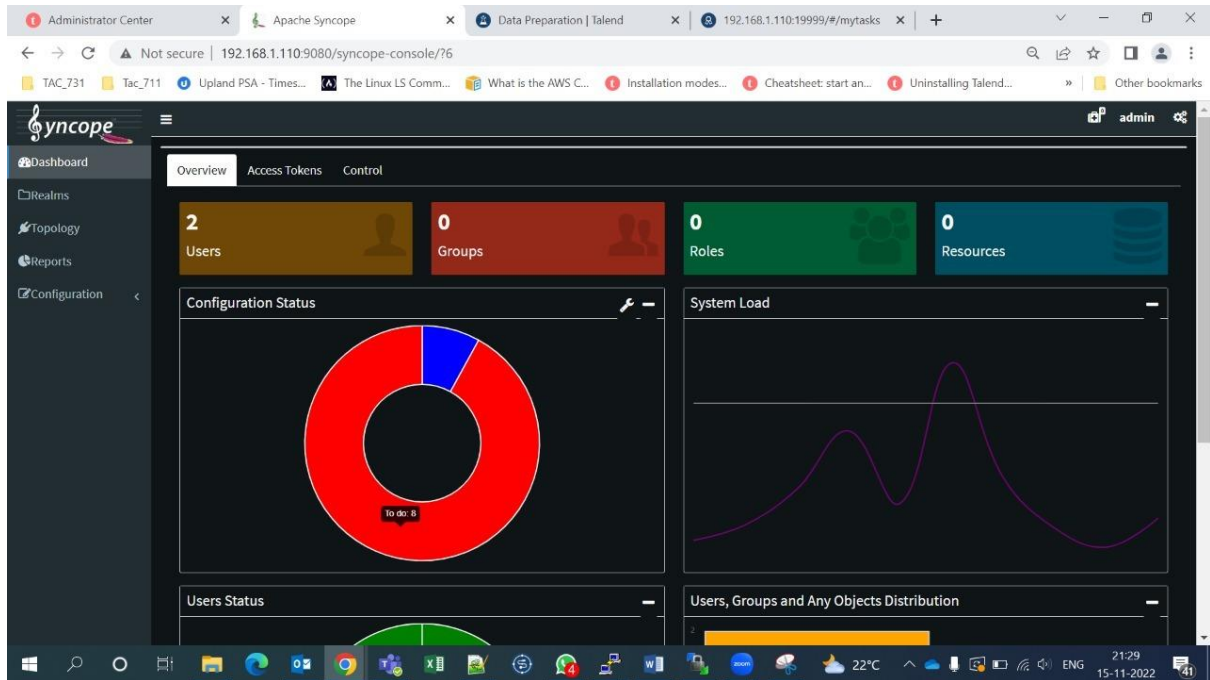 Administrator Center
Apache Syncope
Data Preparation | Talend
192.168.1.110:19999/#/mytasks
Not secure | 192.168.1.110:9080/syncope-console/?6
TAC_731
Tac_711
Upland PSA - Times...
The Linux LS Comm...
What is the AWS C...
Installation modes...
Cheatsheet: start an...
Uninstalling Talend...
»
Other bookmarks
Syncope
admin
Dashboard
Realms
Topology
Reports
Configuration
Overview
Access Tokens
Control
2
Users
0
Groups
0
Roles
0
Resources
Configuration Status
To do: 8
System Load
Users Status
Users, Groups and Any Objects Distribution
2
zoom
4
22°C
ENG
21:29
15-11-2022
41